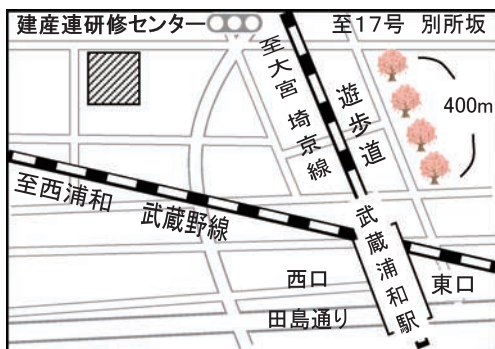 建産連研修センター
至17号 別所坂
至大宮 埼京線
遊歩道
400m
至西浦和
武蔵野線
武蔵浦和駅
西口
東口
田島通り